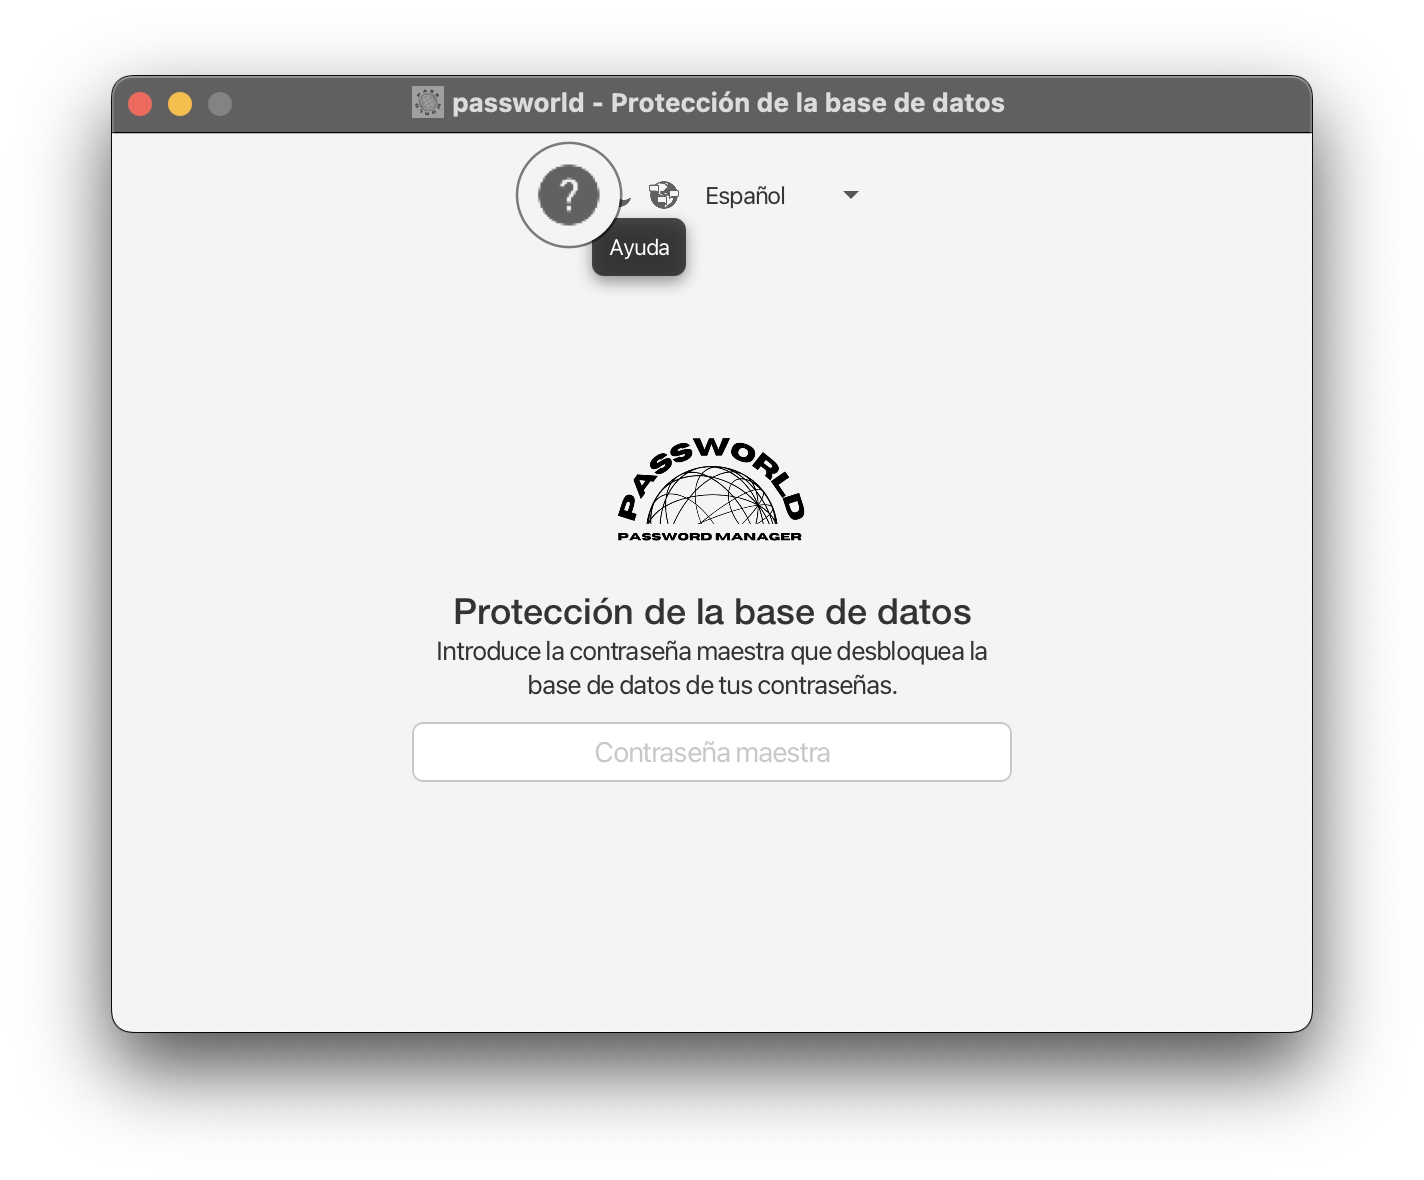 passworld - Protección de la base de datos
?
Español
Ayuda
PASSWORLD
PASSWORD MANAGER
Protección de la base de datos
Introduce la contraseña maestra que desbloquea la
base de datos de tus contraseñas.
Contraseña maestra